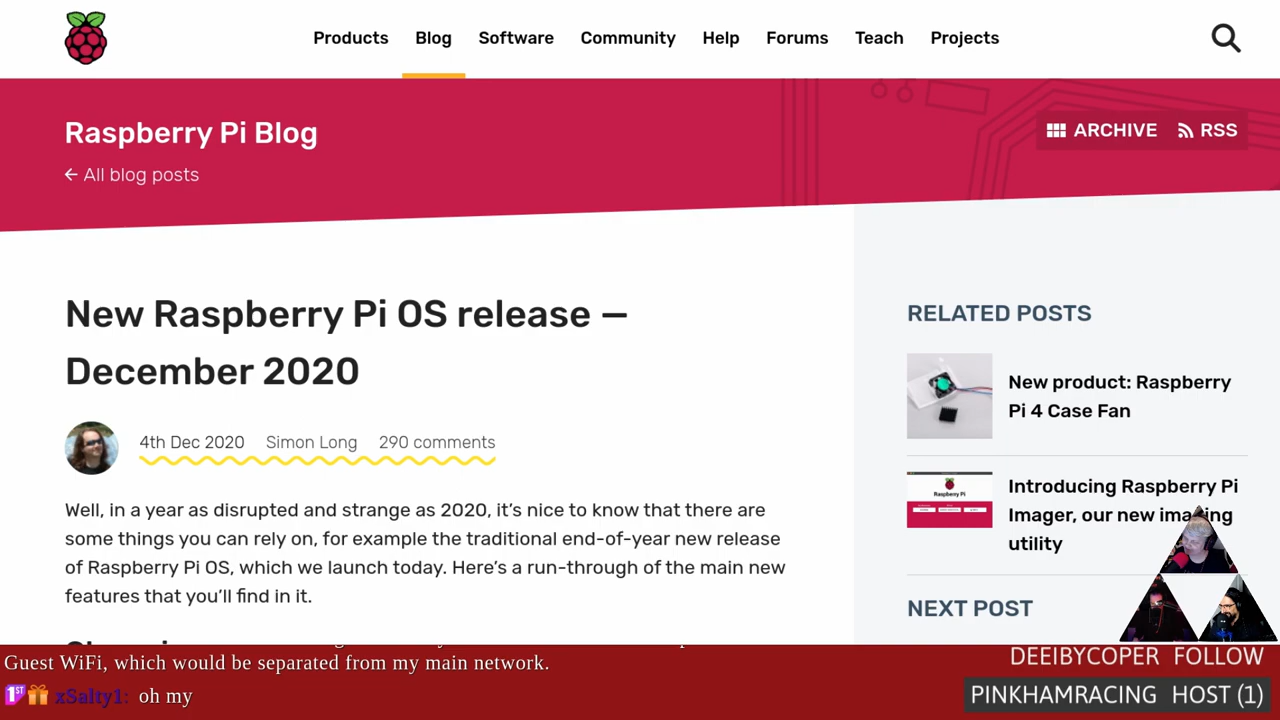 Products Blog Software Community Help Forums Teach Projects
Raspberry Pi Blog
ARCHIVE RSS
← All blog posts
New Raspberry Pi OS release —
December 2020
4th Dec 2020 Simon Long 290 comments
Well, in a year as disrupted and strange as 2020, it's nice to know that there are
some things you can rely on, for example the traditional end-of-year new release
of Raspberry Pi OS, which we launch today. Here's a run-through of the main new
features that you'll find in it.
RELATED POSTS
New product: Raspberry
Pi 4 Case Fan
Raspberry Pi
Introducing Raspberry Pi
Imager, our new imaging
utility
NEXT POST
Guest WiFi, which would be separated from my main network.
1ST xSalty1: oh my
DEEIBYCOPER FOLLOW
PINKHAMRACING HOST (1)